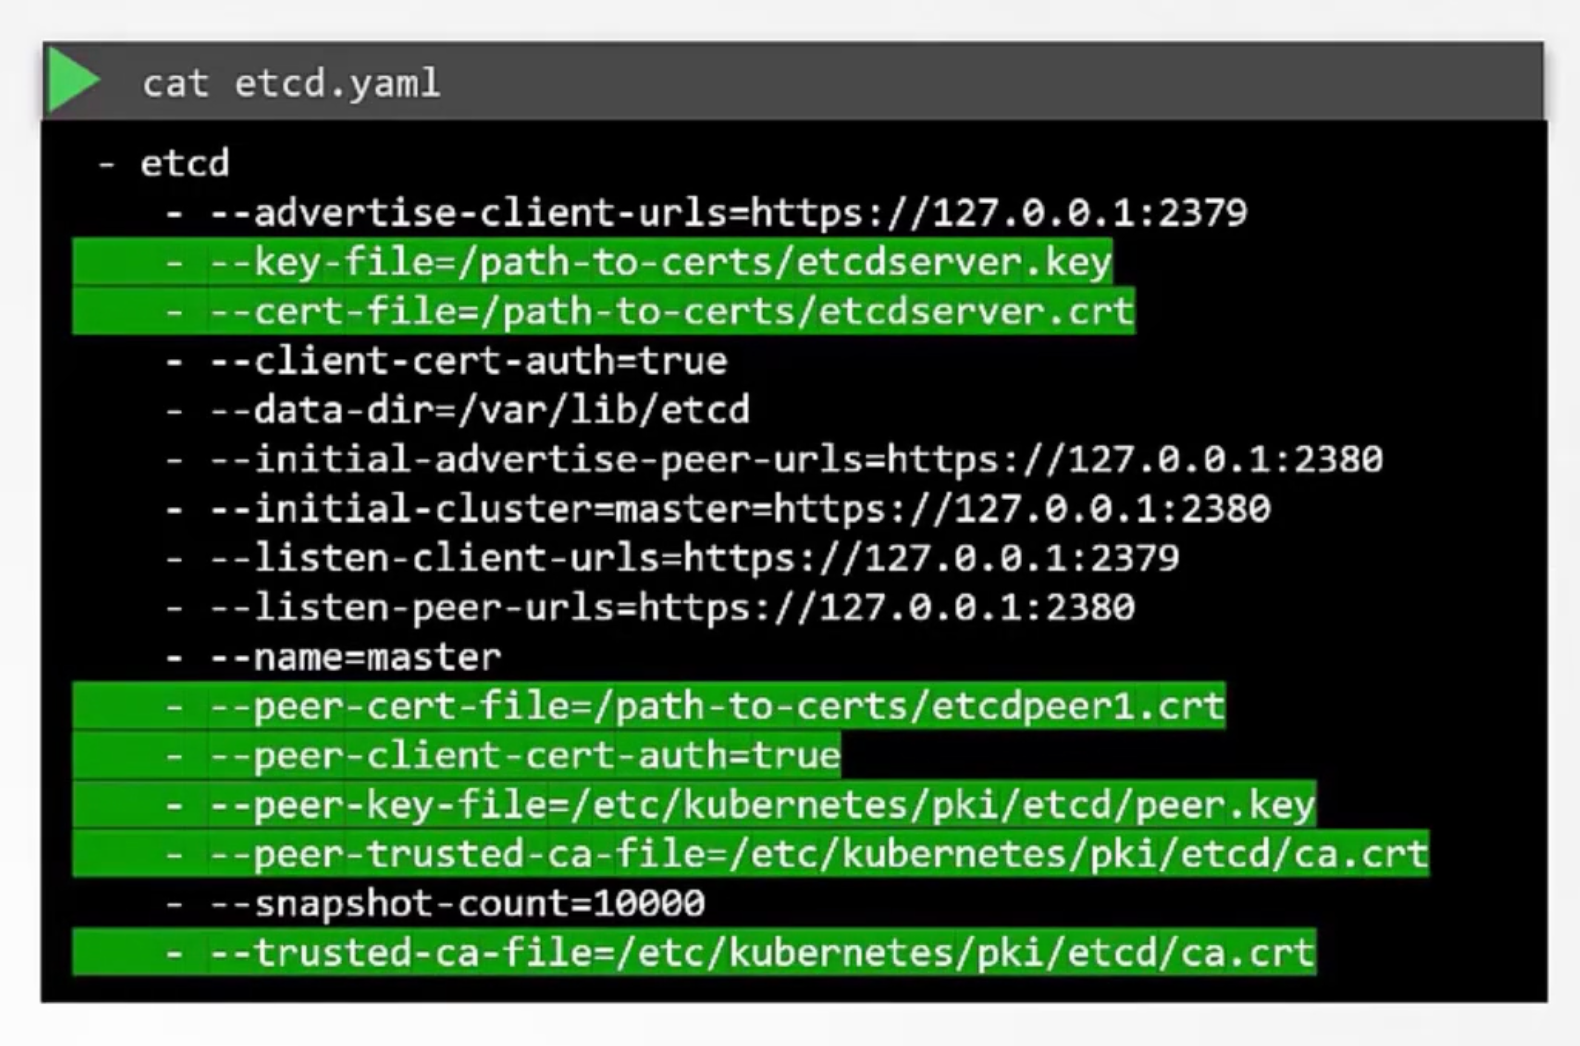 cat etcd.yaml
- etcd
- --advertise-client-urls=https://127.0.0.1:2379
- --key-file=/path-to-certs/etcdserver.key
- --cert-file=/path-to-certs/etcdserver.crt
- --client-cert-auth=true
- --data-dir=/var/lib/etcd
- --initial-advertise-peer-urls=https://127.0.0.1:2380
- --initial-cluster=master=https://127.0.0.1:2380
- --listen-client-urls=https://127.0.0.1:2379
- --listen-peer-urls=https://127.0.0.1:2380
- --name=master
- --peer-cert-file=/path-to-certs/etcdpeer1.crt
- --peer-client-cert-auth=true
- --peer-key-file=/etc/kubernetes/pki/etcd/peer.key
- --peer-trusted-ca-file=/etc/kubernetes/pki/etcd/ca.crt
- --snapshot-count=10000
- --trusted-ca-file=/etc/kubernetes/pki/etcd/ca.crt